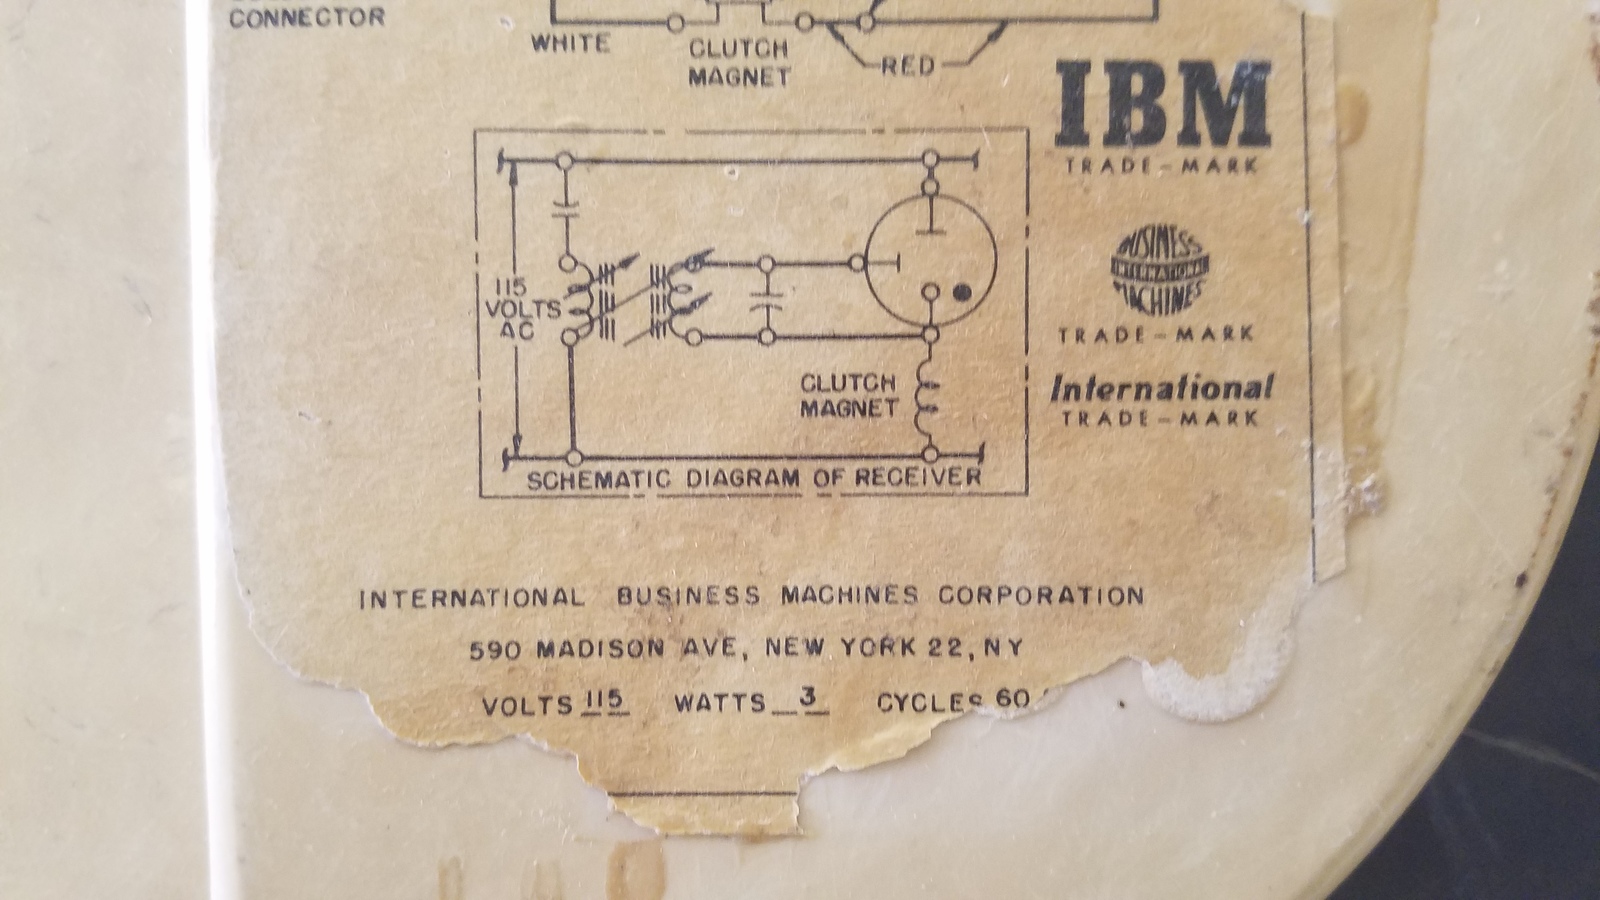 CONNECTOR
WHITE
CLUTCH
MAGNET
RED
IBM
TRADE-MARK
115
VOLTS
AC
BUSINESS
INTERNATIONAL
MACHINES
TRADE-MARK
CLUTCH
MAGNET
International
TRADE-MARK
SCHEMATIC DIAGRAM OF RECEIVER
INTERNATIONAL BUSINESS MACHINES CORPORATION
590 MADISON AVE, NEW YORK 22, NY
VOLTS 115 WATTS 3 CYCLES 60